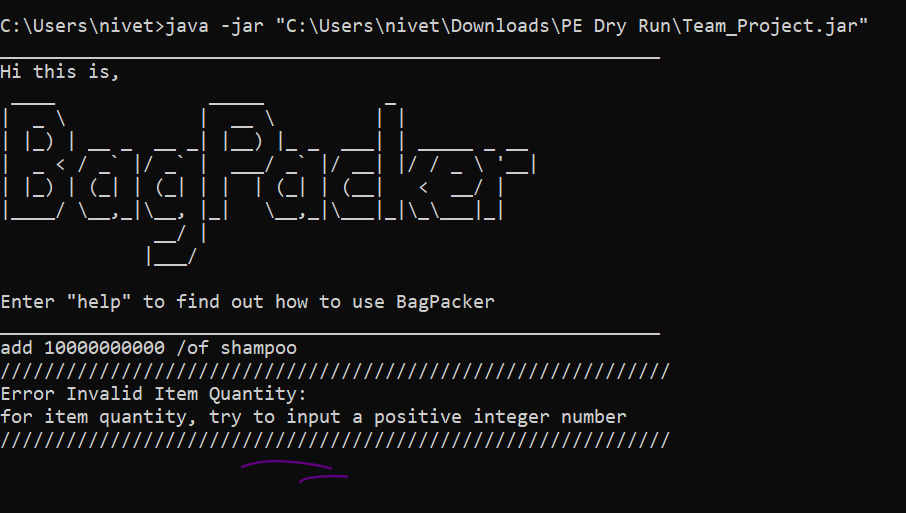 C:\Users\nivet>java -jar "C:\Users\nivet\Downloads\PE Dry Run\Team_Project.jar"
____________________________________________________________
Hi this is,
BagPacker
Enter "help" to find out how to use BagPacker
____________________________________________________________
add 10000000000 /of shampoo
/////////////////////////////////////////////////////////////
Error Invalid Item Quantity:
for item quantity, try to input a positive integer number
/////////////////////////////////////////////////////////////